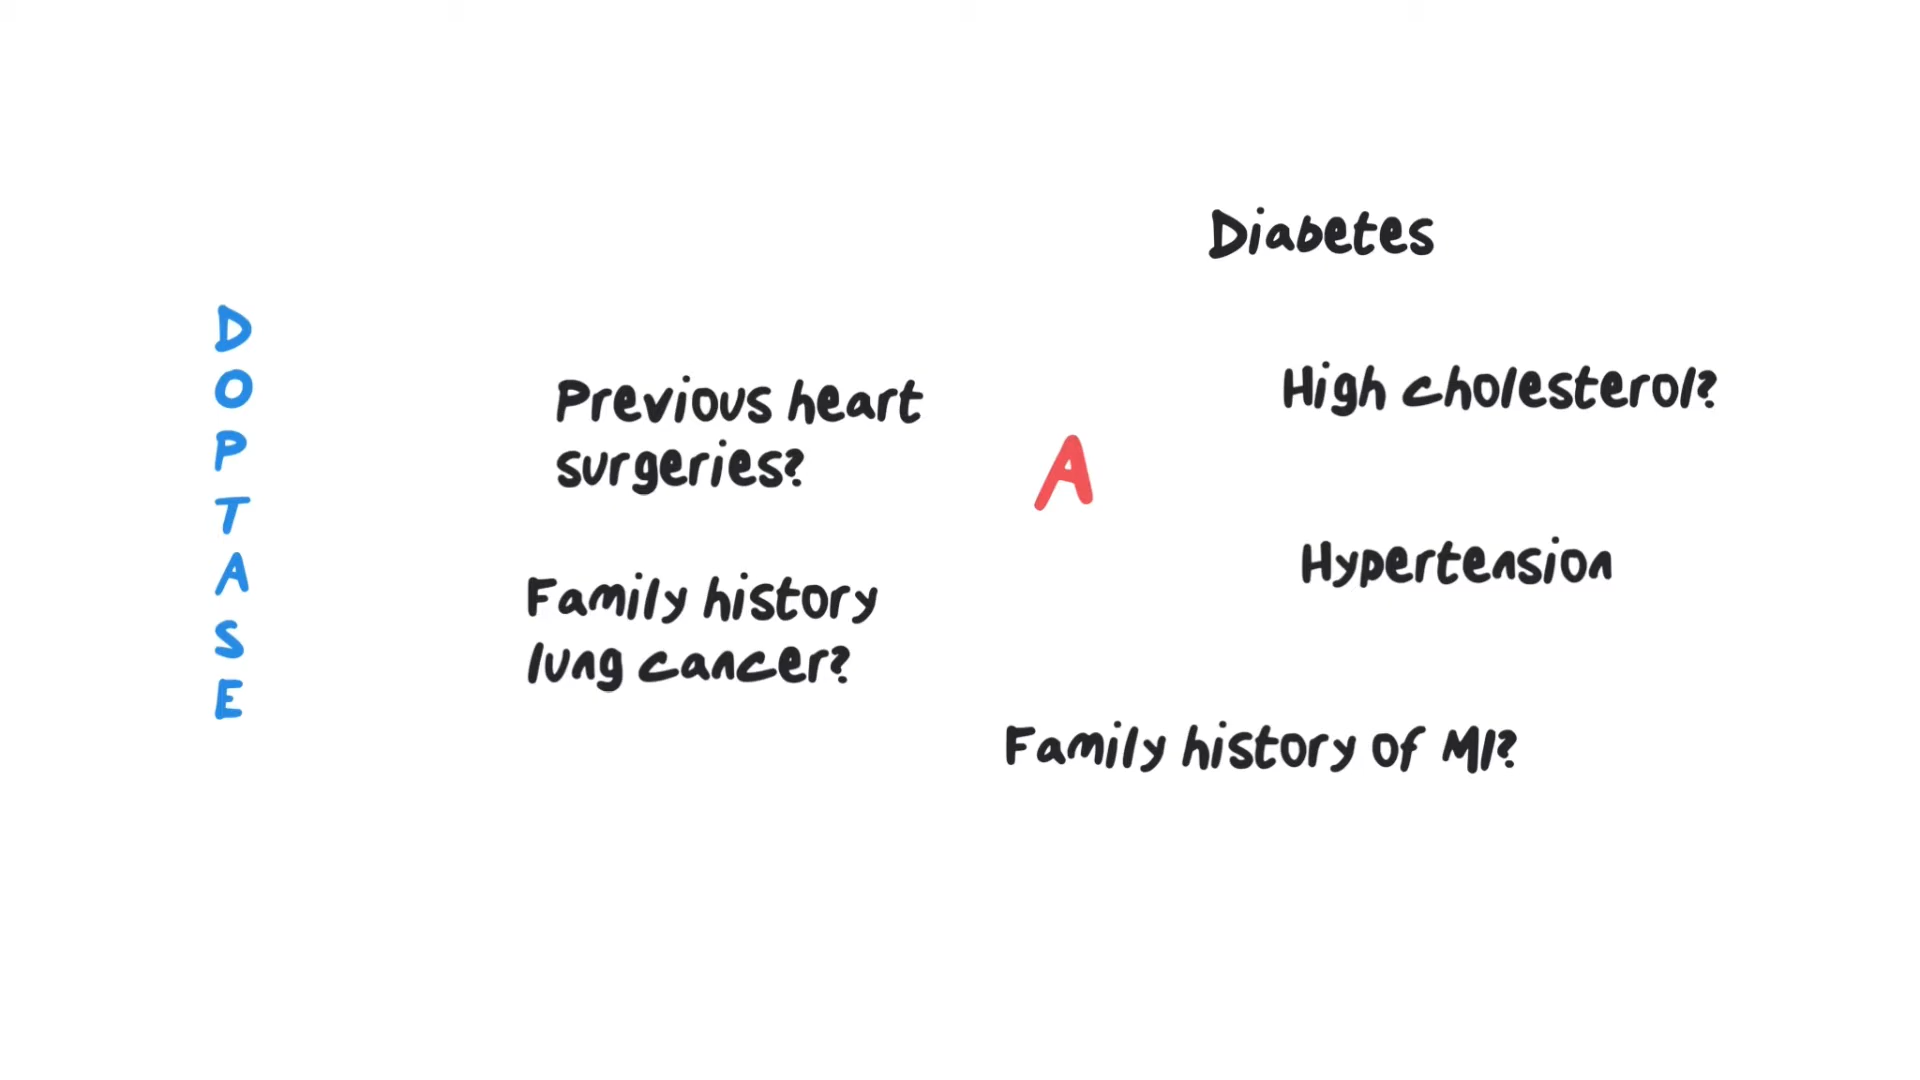 D
O
P
T
A
S
E
Previous heart
surgeries?
Family history
lung cancer?
A
Diabetes
High cholesterol?
Hypertension
Family history of MI?